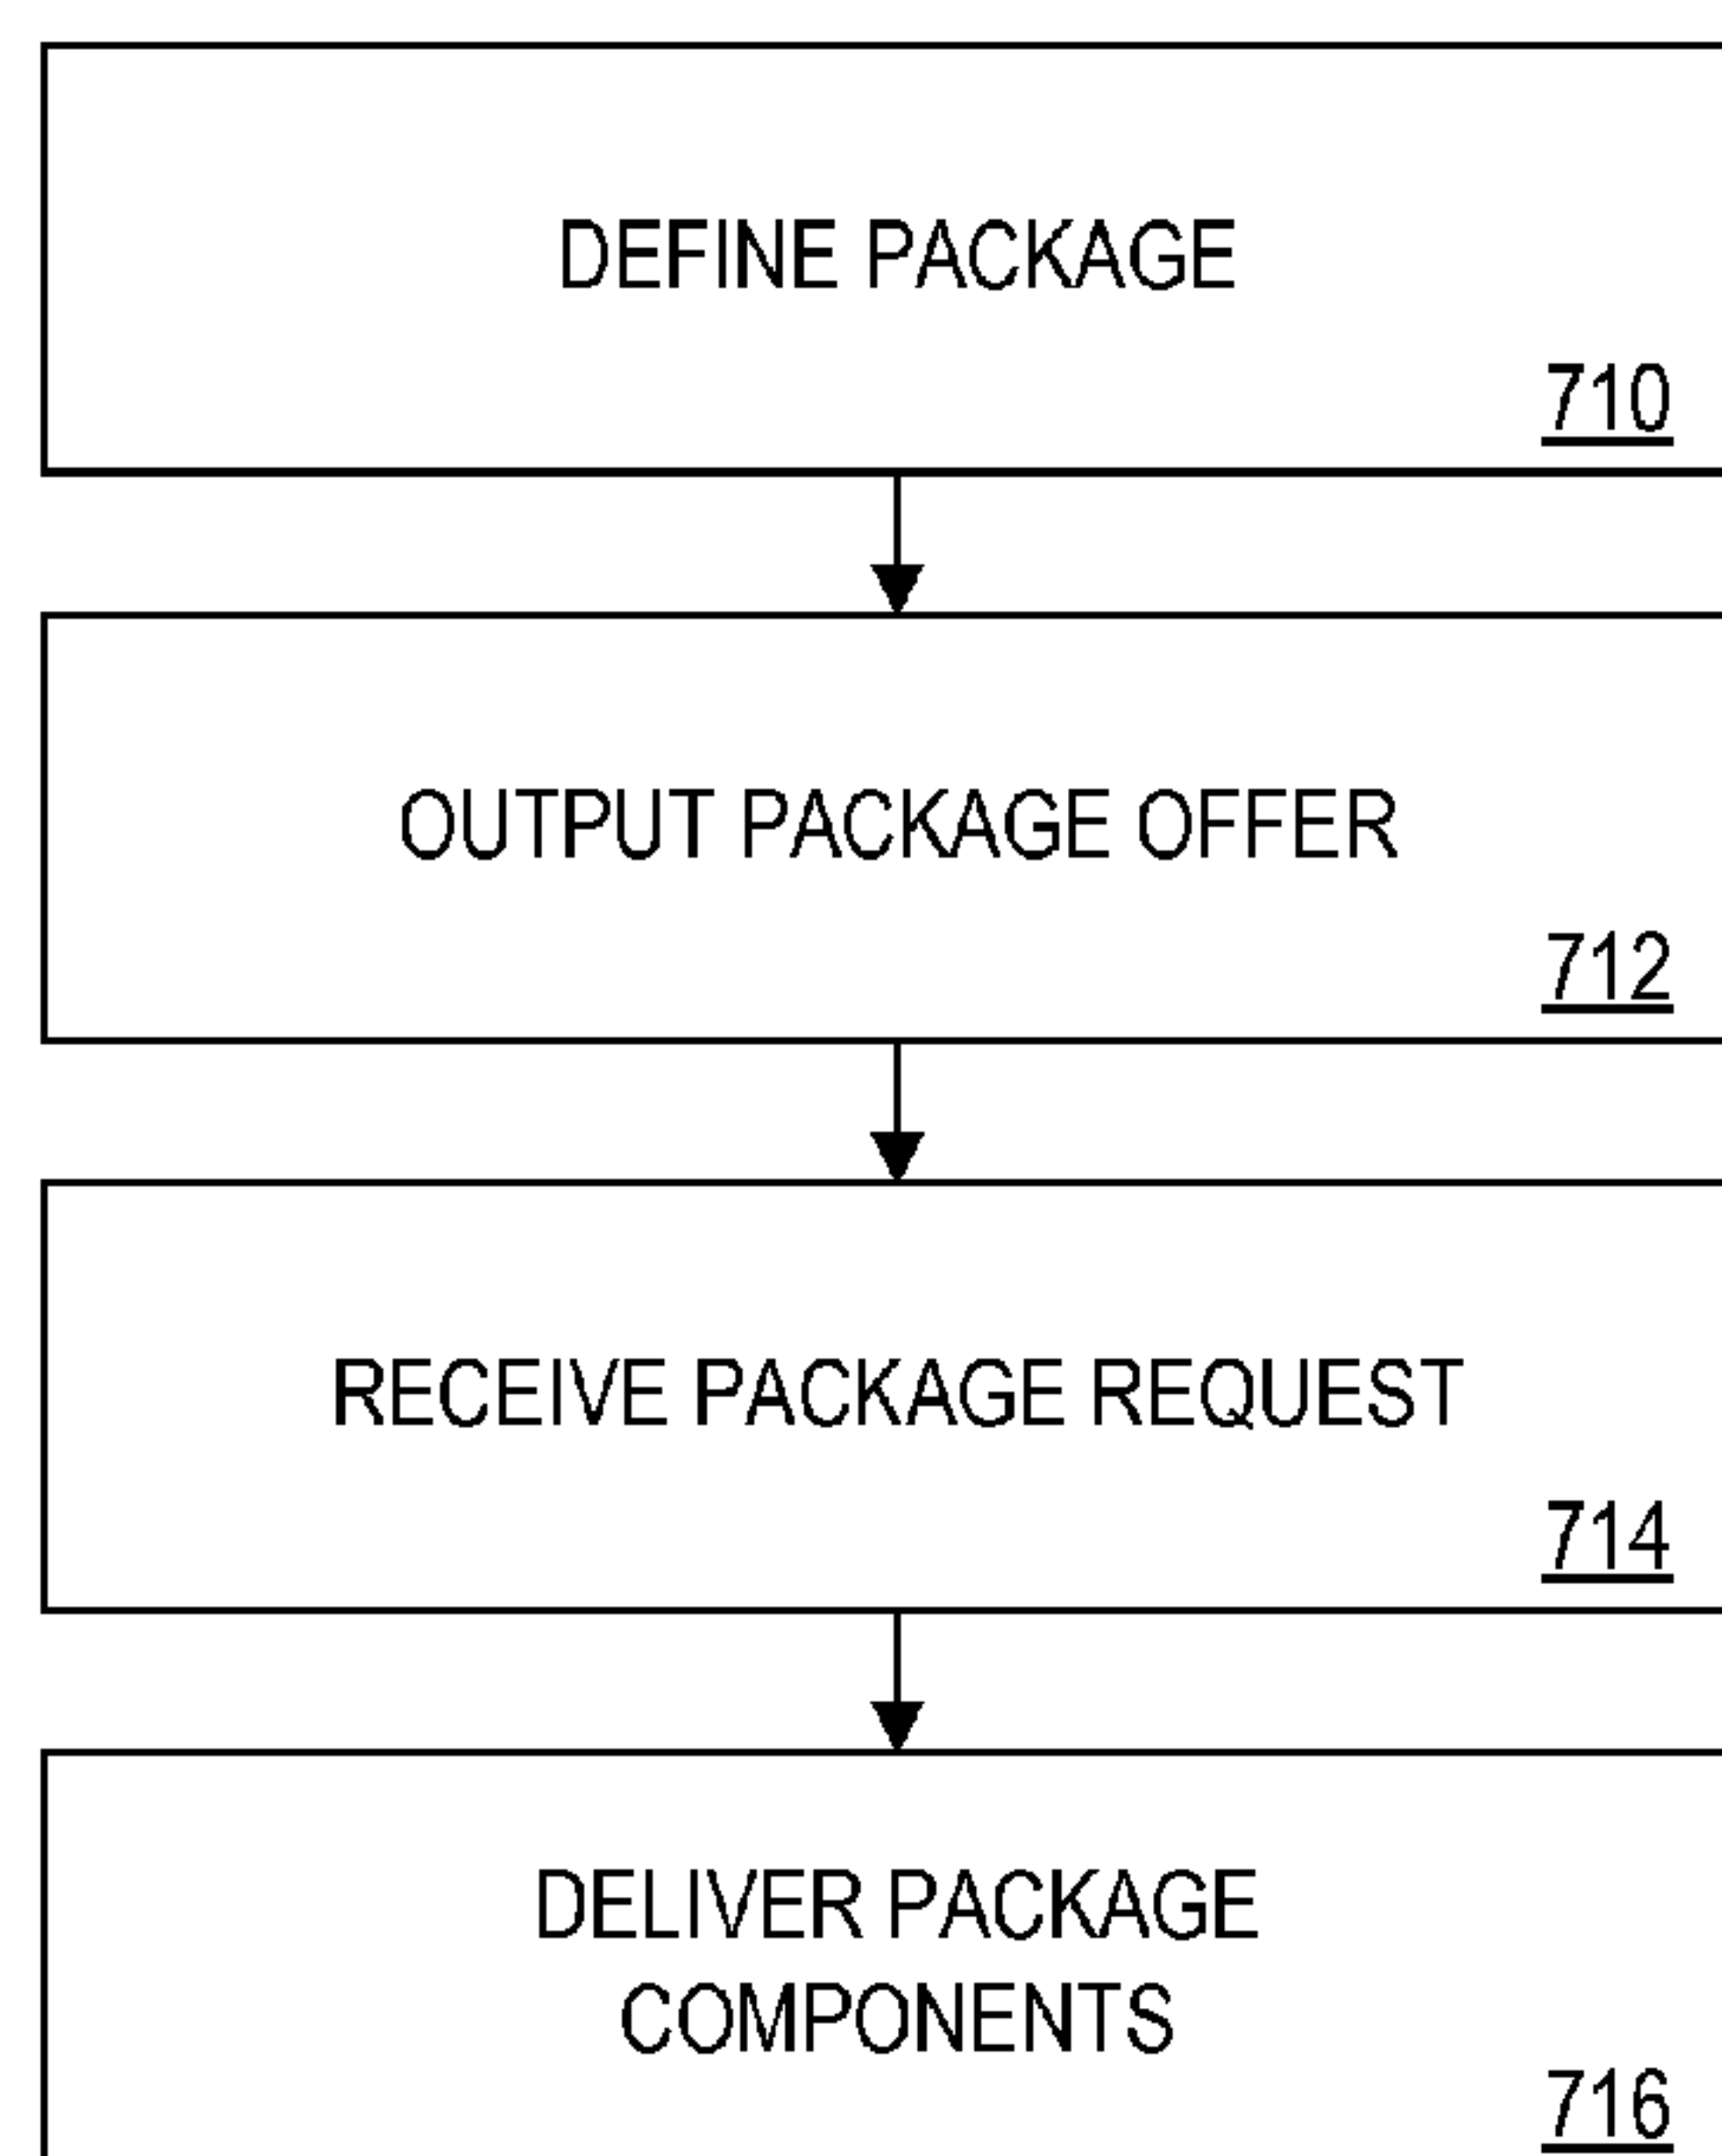 DEFINE PACKAGE
710
OUTPUT PACKAGE OFFER
712
RECEIVE PACKAGE REQUEST
714
DELIVER PACKAGE
COMPONENTS
716